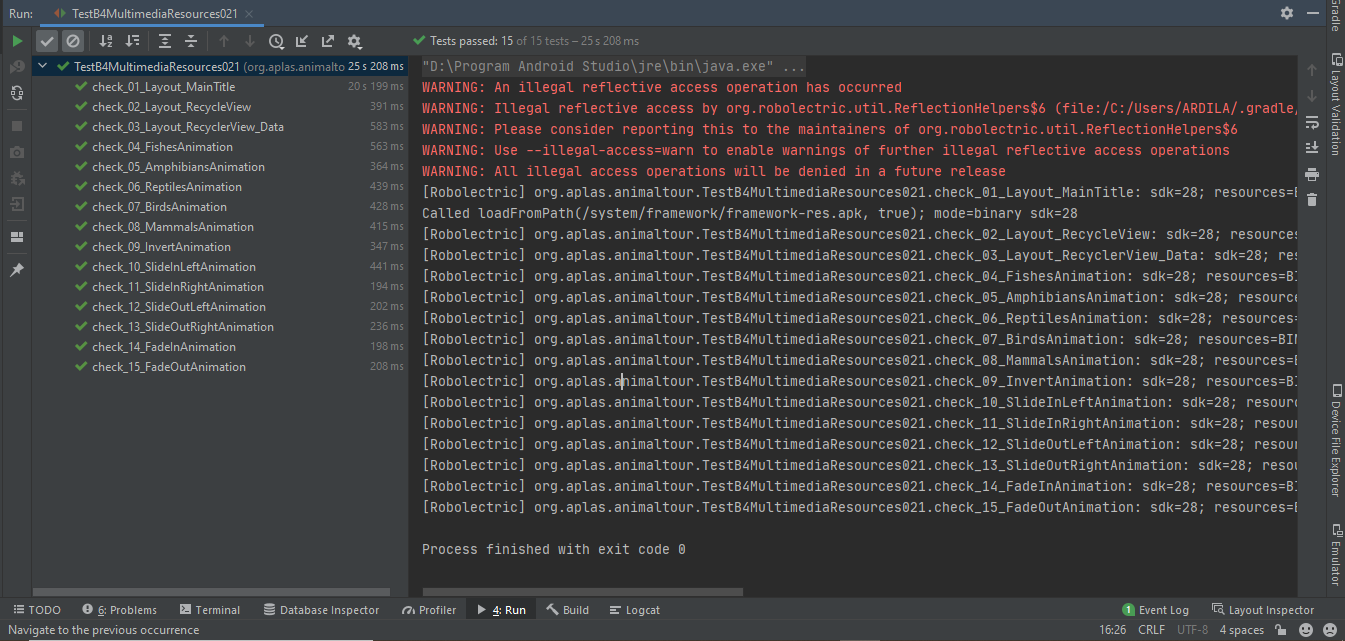 Run: TestB4MultimediaResources021
Tests passed: 15 of 15 tests – 25 s 208 ms
TestB4MultimediaResources021 (org.aplas.animalto 25 s 208 ms
check_01_Layout_MainTitle 20 s 199 ms
check_02_Layout_RecycleView 391 ms
check_03_Layout_RecyclerView_Data 583 ms
check_04_FishesAnimation 563 ms
check_05_AmphibiansAnimation 364 ms
check_06_ReptilesAnimation 439 ms
check_07_BirdsAnimation 428 ms
check_08_MammalsAnimation 415 ms
check_09_InvertAnimation 347 ms
check_10_SlideInLeftAnimation 441 ms
check_11_SlideInRightAnimation 194 ms
check_12_SlideOutLeftAnimation 202 ms
check_13_SlideOutRightAnimation 236 ms
check_14_FadeInAnimation 198 ms
check_15_FadeOutAnimation 208 ms
"D:\Program Android Studio\jre\bin\java.exe" ...
WARNING: An illegal reflective access operation has occurred
WARNING: Illegal reflective access by org.robolectric.util.ReflectionHelpers$6 (file:/C:/Users/ARDILA/.gradle/
WARNING: Please consider reporting this to the maintainers of org.robolectric.util.ReflectionHelpers$6
WARNING: Use --illegal-access=warn to enable warnings of further illegal reflective access operations
WARNING: All illegal access operations will be denied in a future release
[Robolectric] org.aplas.animaltour.TestB4MultimediaResources021.check_01_Layout_MainTitle: sdk=28; resources=B
Called loadFromPath(/system/framework/framework-res.apk, true); mode=binary sdk=28
[Robolectric] org.aplas.animaltour.TestB4MultimediaResources021.check_02_Layout_RecycleView: sdk=28; resources
[Robolectric] org.aplas.animaltour.TestB4MultimediaResources021.check_03_Layout_RecyclerView_Data: sdk=28; res
[Robolectric] org.aplas.animaltour.TestB4MultimediaResources021.check_04_FishesAnimation: sdk=28; resources=BI
[Robolectric] org.aplas.animaltour.TestB4MultimediaResources021.check_05_AmphibiansAnimation: sdk=28; resource
[Robolectric] org.aplas.animaltour.TestB4MultimediaResources021.check_06_ReptilesAnimation: sdk=28; resources=
[Robolectric] org.aplas.animaltour.TestB4MultimediaResources021.check_07_BirdsAnimation: sdk=28; resources=BIN
[Robolectric] org.aplas.animaltour.TestB4MultimediaResources021.check_08_MammalsAnimation: sdk=28; resources=B
[Robolectric] org.aplas.animaltour.TestB4MultimediaResources021.check_09_InvertAnimation: sdk=28; resources=BI
[Robolectric] org.aplas.animaltour.TestB4MultimediaResources021.check_10_SlideInLeftAnimation: sdk=28; resourc
[Robolectric] org.aplas.animaltour.TestB4MultimediaResources021.check_11_SlideInRightAnimation: sdk=28; resour
[Robolectric] org.aplas.animaltour.TestB4MultimediaResources021.check_12_SlideOutLeftAnimation: sdk=28; resour
[Robolectric] org.aplas.animaltour.TestB4MultimediaResources021.check_13_SlideOutRightAnimation: sdk=28; resou
[Robolectric] org.aplas.animaltour.TestB4MultimediaResources021.check_14_FadeInAnimation: sdk=28; resources=BI
[Robolectric] org.aplas.animaltour.TestB4MultimediaResources021.check_15_FadeOutAnimation: sdk=28; resources=B
Process finished with exit code 0
Gradle
Layout Validation
Device File Explorer
Emulator
TODO 6: Problems Terminal Database Inspector Profiler 4: Run Build Logcat 1 Event Log Layout Inspector
Navigate to the previous occurrence 16:26 CRLF UTF-8 4 spaces